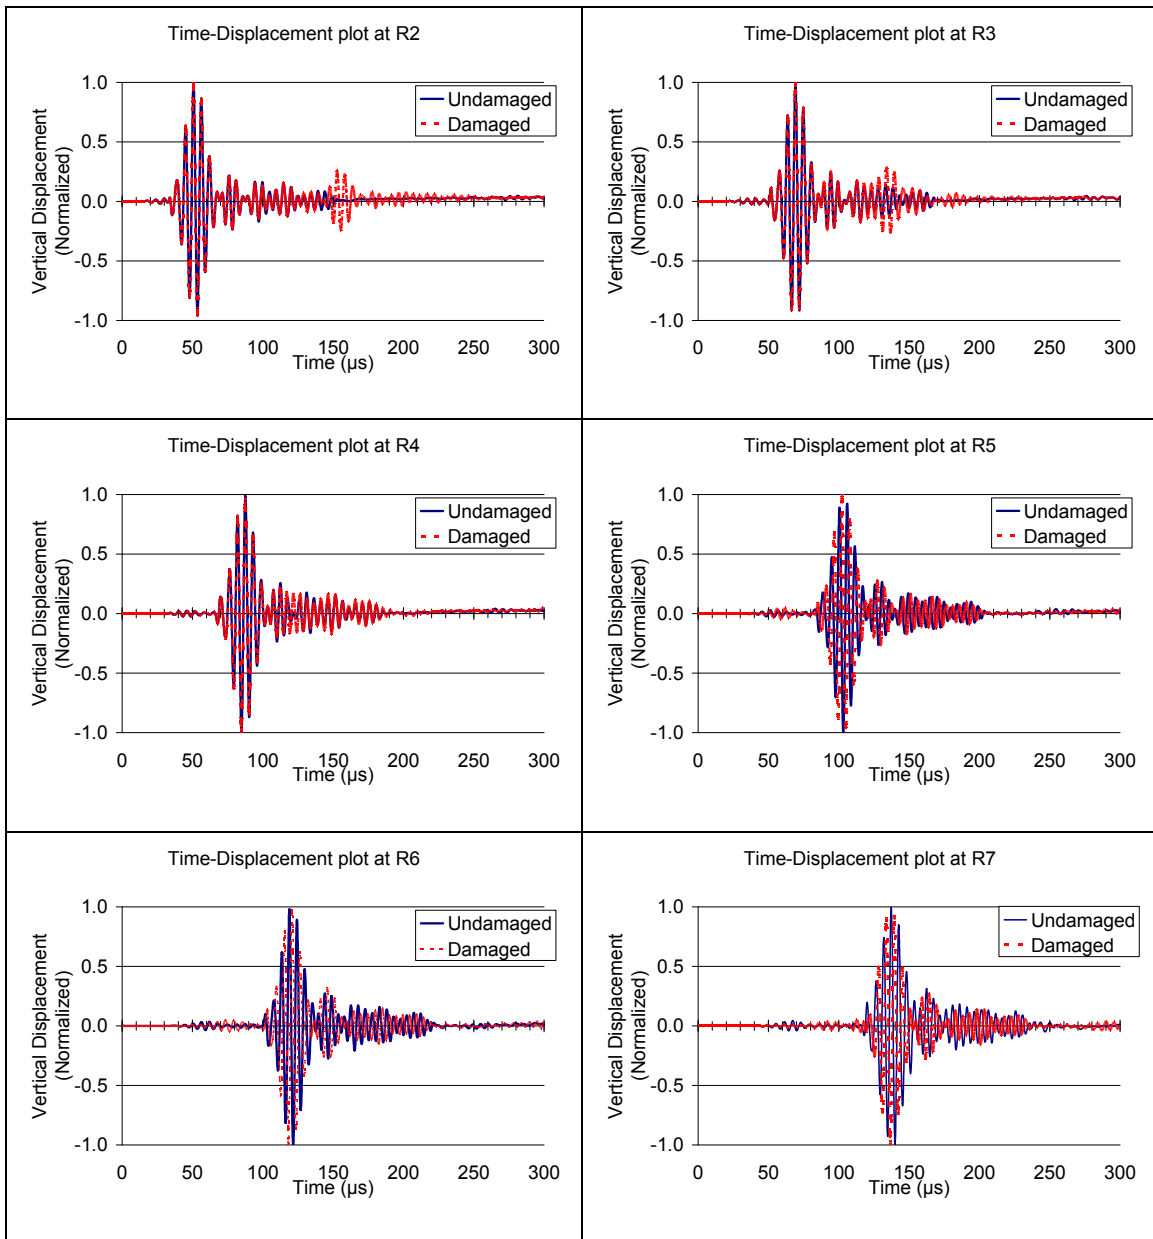 Time-Displacement plot at R2
Vertical Displacement
(Normalized)
1.0
0.5
0.0
-0.5
-1.0
0 50 100 150 200 250 300
Time (µs)
Undamaged
Damaged
Time-Displacement plot at R3
Vertical Displacement
(Normalized)
1.0
0.5
0.0
-0.5
-1.0
0 50 100 150 200 250 300
Time (µs)
Undamaged
Damaged
Time-Displacement plot at R4
Vertical Displacement
(Normalized)
1.0
0.5
0.0
-0.5
-1.0
0 50 100 150 200 250 300
Time (µs)
Undamaged
Damaged
Time-Displacement plot at R5
Vertical Displacement
(Normalized)
1.0
0.5
0.0
-0.5
-1.0
0 50 100 150 200 250 300
Time (µs)
Undamaged
Damaged
Time-Displacement plot at R6
Vertical Displacement
(Normalized)
1.0
0.5
0.0
-0.5
-1.0
0 50 100 150 200 250 300
Time (µs)
Undamaged
Damaged
Time-Displacement plot at R7
Vertical Displacement
(Normalized)
1.0
0.5
0.0
-0.5
-1.0
0 50 100 150 200 250 300
Time (µs)
Undamaged
Damaged